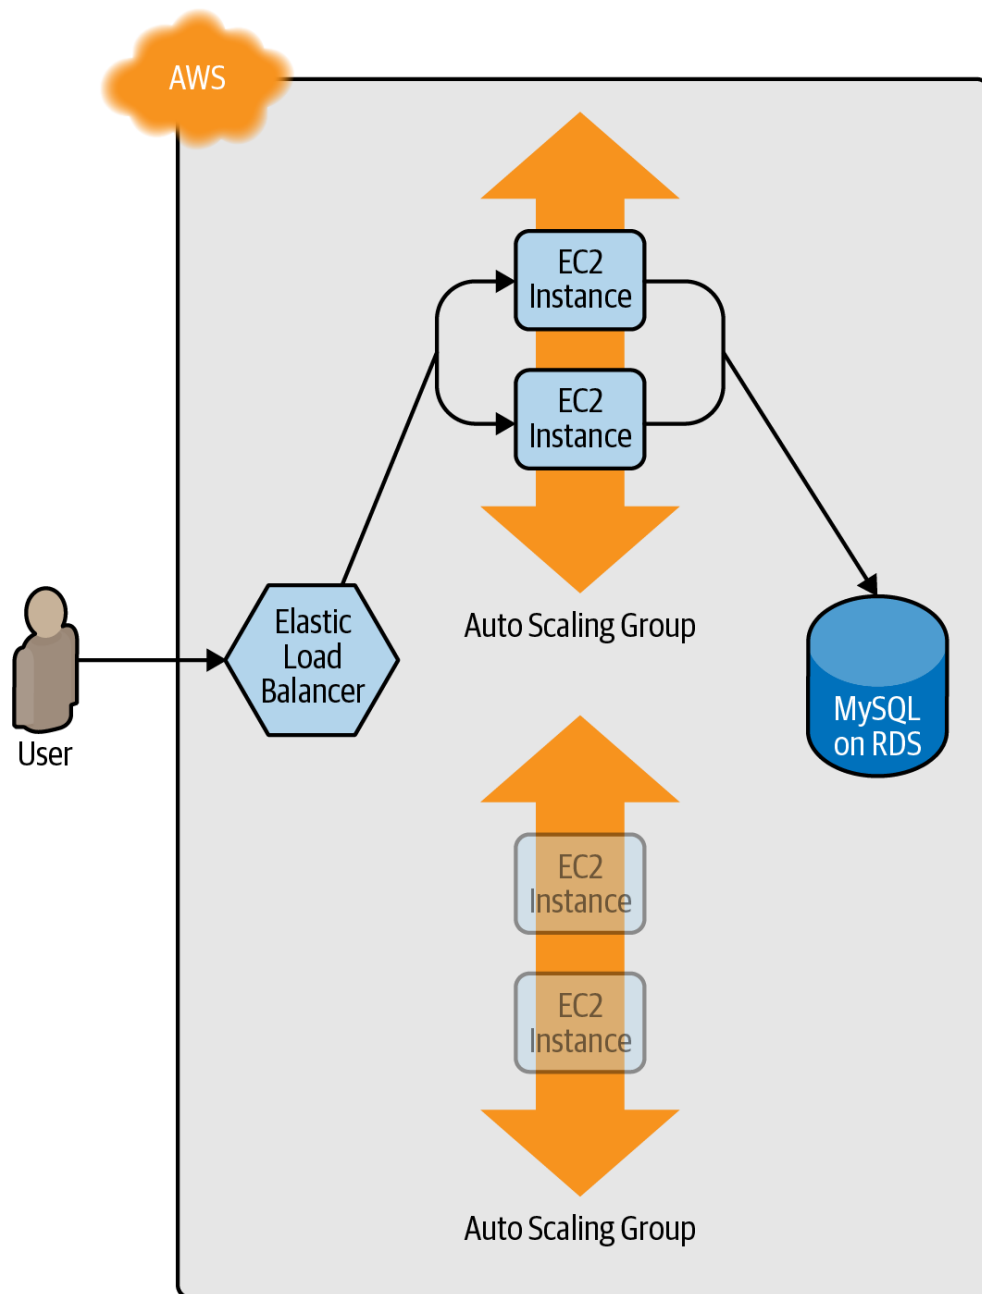 AWS
EC2
Instance
EC2
Instance
Auto Scaling Group
Elastic
Load
Balancer
User
MySQL
on RDS
EC2
Instance
EC2
Instance
Auto Scaling Group